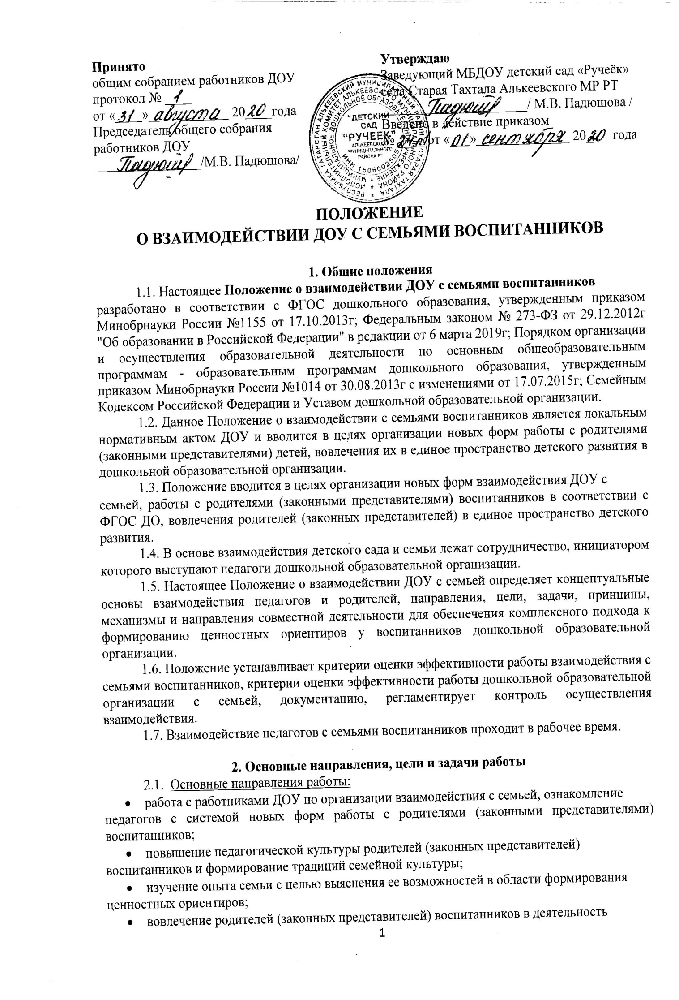 Принято
общим собранием работников ДОУ
протокол № 1
от «31» августа 2020 года
Председатель общего собрания
работников ДОУ
/М.В. Падюшова/
Утверждаю
Заведующий МБДОУ детский сад «Ручеёк»
села Старая Тахтала Алькеевского МР РТ
/ М.В. Падюшова /
Введено в действие приказом
№ от «01» сентября 2020 года
"ДЕТСКИЙ
САД
"РУЧЕЕК"
АЛЬКЕЕВСКОГО
МУНИЦИПАЛЬНОГО
РАЙОНА РТ
ИНН 1606002505
ПОЛОЖЕНИЕ
О ВЗАИМОДЕЙСТВИИ ДОУ С СЕМЬЯМИ ВОСПИТАННИКОВ
1. Общие положения
1.1. Настоящее Положение о взаимодействии ДОУ с семьями воспитанников
разработано в соответствии с ФГОС дошкольного образования, утвержденным приказом
Минобрнауки России №1155 от 17.10.2013г; Федеральным законом № 273-ФЗ от 29.12.2012г
"Об образовании в Российской Федерации" в редакции от 6 марта 2019г; Порядком организации
и осуществления образовательной деятельности по основным общеобразовательным
программам - образовательным программам дошкольного образования, утвержденным
приказом Минобрнауки России №1014 от 30.08.2013г с изменениями от 17.07.2015г; Семейным
Кодексом Российской Федерации и Уставом дошкольной образовательной организации.
1.2. Данное Положение о взаимодействии с семьями воспитанников является локальным
нормативным актом ДОУ и вводится в целях организации новых форм работы с родителями
(законными представителями) детей, вовлечения их в единое пространство детского развития в
дошкольной образовательной организации.
1.3. Положение вводится в целях организации новых форм взаимодействия ДОУ с
семьей, работы с родителями (законными представителями) воспитанников в соответствии с
ФГОС ДО, вовлечения родителей (законных представителей) в единое пространство детского
развития.
1.4. В основе взаимодействия детского сада и семьи лежат сотрудничество, инициатором
которого выступают педагоги дошкольной образовательной организации.
1.5. Настоящее Положение о взаимодействии ДОУ с семьей определяет концептуальные
основы взаимодействия педагогов и родителей, направления, цели, задачи, принципы,
механизмы и направления совместной деятельности для обеспечения комплексного подхода к
формированию ценностных ориентиров у воспитанников дошкольной образовательной
организации.
1.6. Положение устанавливает критерии оценки эффективности работы взаимодействия с
семьями воспитанников, критерии оценки эффективности работы дошкольной образовательной
организации с семьей, документацию, регламентирует контроль осуществления
взаимодействия.
1.7. Взаимодействие педагогов с семьями воспитанников проходит в рабочее время.
2. Основные направления, цели и задачи работы
2.1. Основные направления работы:
• работа с работниками ДОУ по организации взаимодействия с семьей, ознакомление
педагогов с системой новых форм работы с родителями (законными представителями)
воспитанников;
• повышение педагогической культуры родителей (законных представителей)
воспитанников и формирование традиций семейной культуры;
• изучение опыта семьи с целью выяснения ее возможностей в области формирования
ценностных ориентиров;
• вовлечение родителей (законных представителей) воспитанников в деятельность
1